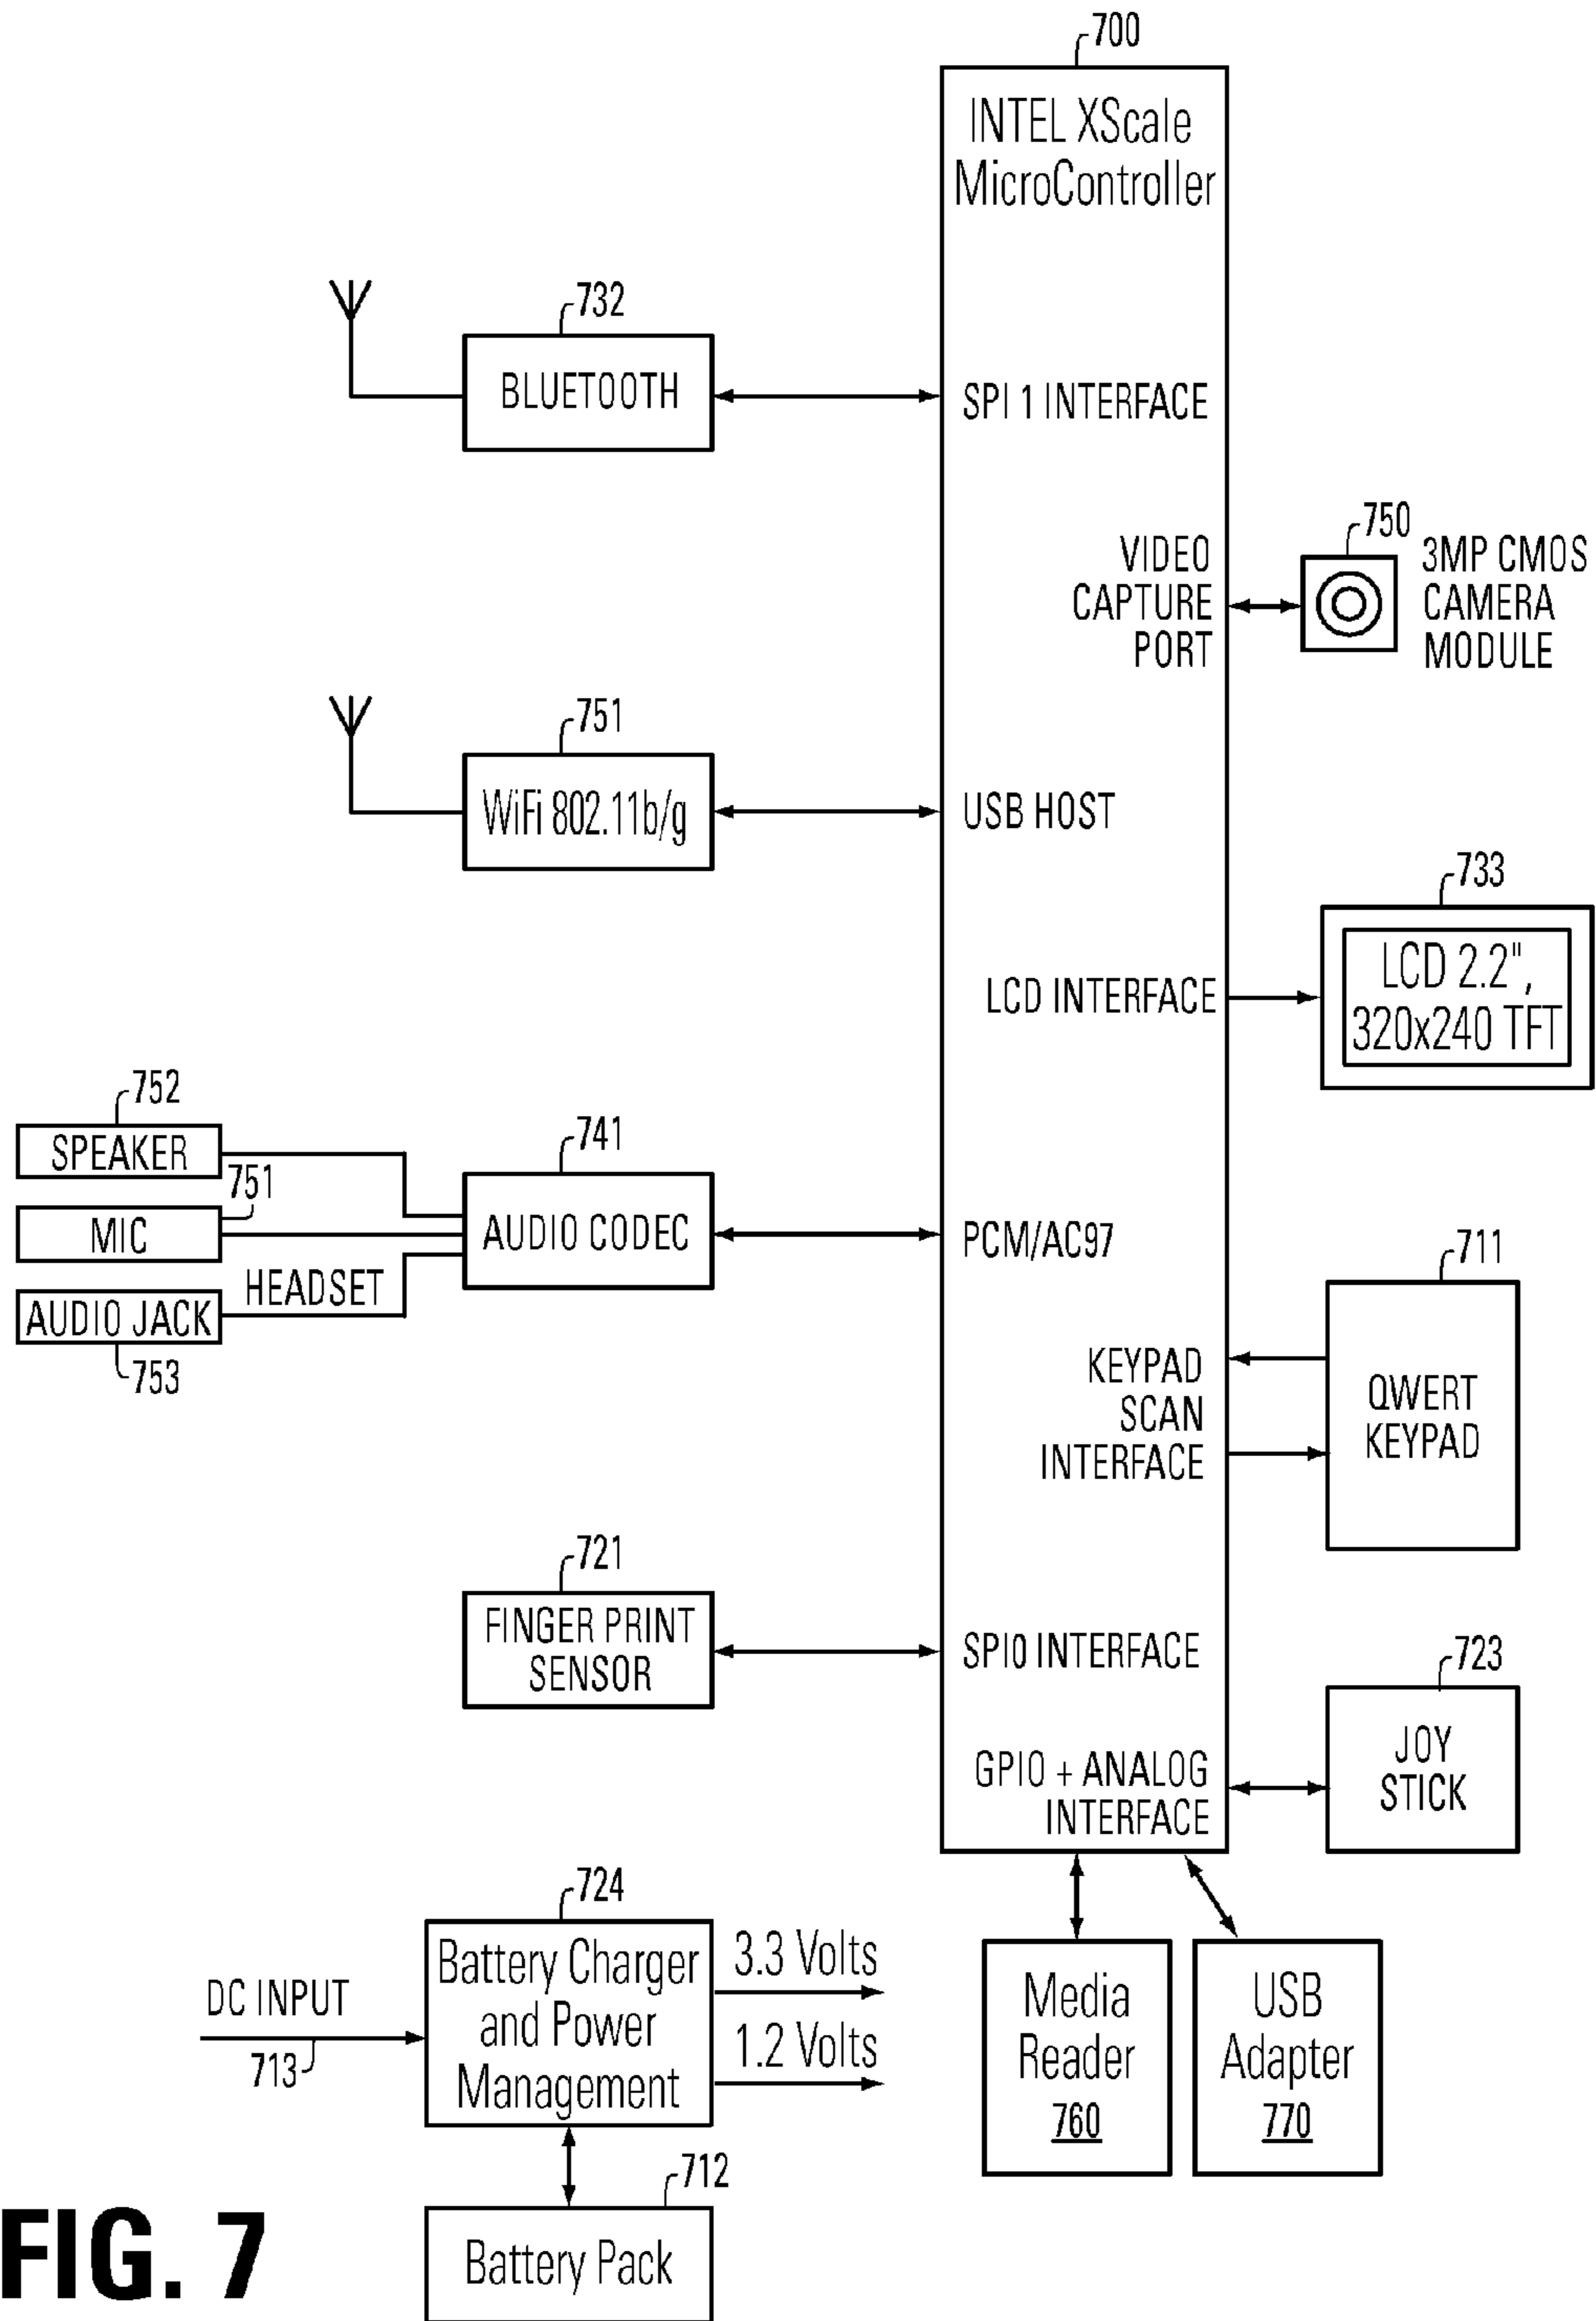 700
INTEL XScale
MicroController
732
BLUETOOTH
SPI 1 INTERFACE
750
VIDEO
CAPTURE
PORT
3MP CMOS
CAMERA
MODULE
751
WiFi 802.11b/g
USB HOST
733
LCD INTERFACE
LCD 2.2",
320x240 TFT
752
SPEAKER
751
MIC
HEADSET
AUDIO JACK
753
741
AUDIO CODEC
PCM/AC97
711
KEYPAD
SCAN
INTERFACE
QWERT
KEYPAD
721
FINGER PRINT
SENSOR
SPI0 INTERFACE
723
GPIO + ANALOG
INTERFACE
JOY
STICK
724
DC INPUT
713
Battery Charger
and Power
Management
3.3 Volts
1.2 Volts
Media
Reader
760
USB
Adapter
770
712
Battery Pack
FIG. 7